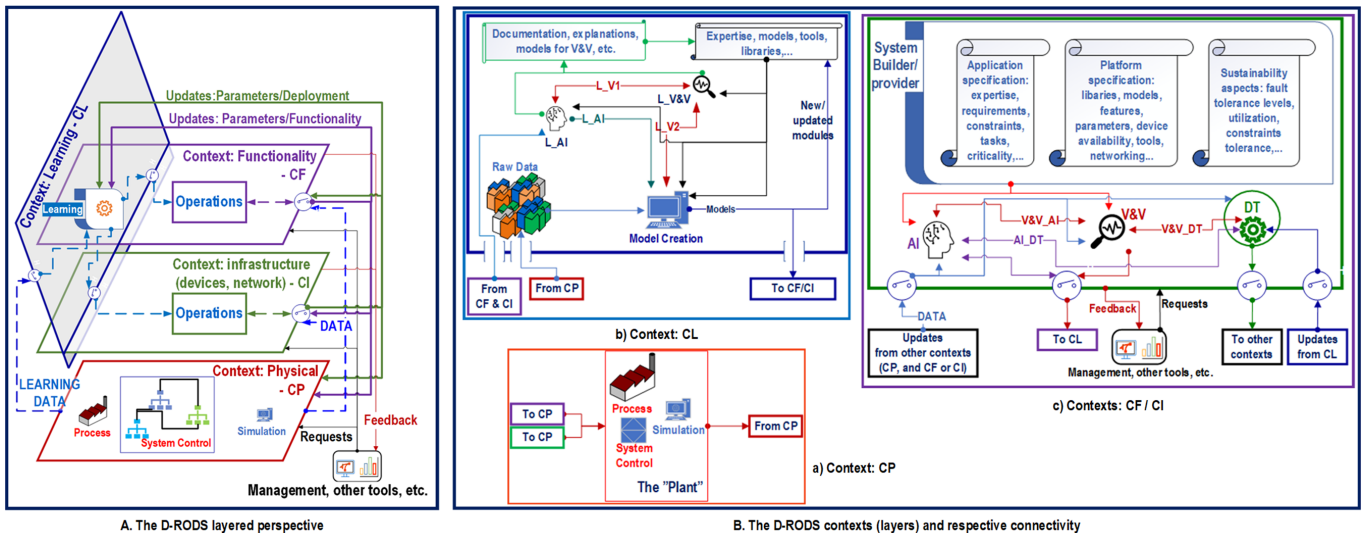 Updates:Parameters/Deployment
Updates: Parameters/Functionality
Context: Learning - CL
Context: Functionality
- CF
Learning
Operations
Context: infrastructure
(devices, network) - CI
Operations
DATA
Context: Physical
- CP
LEARNING
DATA
Process
System Control
Simulation
Feedback
Requests
Management, other tools, etc.
A. The D-RODS layered perspective
Documentation, explanations,
models for V&V, etc.
Expertise, models, tools,
libraries,...
L_V1
L_V&V
L_AI
L_V2
L_AI
New/
updated
modules
Raw Data
Models
Model Creation
From
CF & CI
From CP
To CF/CI
b) Context: CL
To CP
To CP
Process
Simulation
System
Control
The "Plant"
From CP
a) Context: CP
System
Builder/
provider
Application
specification:
expertise,
requirements,
constraints,
tasks,
criticality,...
Platform
specification:
libaries, models,
features,
parameters, device
availability, tools,
networking...
Sustainability
aspects: fault
tolerance levels,
utilization,
constraints
tolerance,...
AI
V&V_AI
V&V
AI_DT
V&V_DT
DT
DATA
Feedback
Requests
Updates
from other contexts
(CP, and CF or CI)
To CL
Management, other tools, etc.
To other
contexts
Updates
from CL
c) Contexts: CF / CI
B. The D-RODS contexts (layers) and respective connectivity